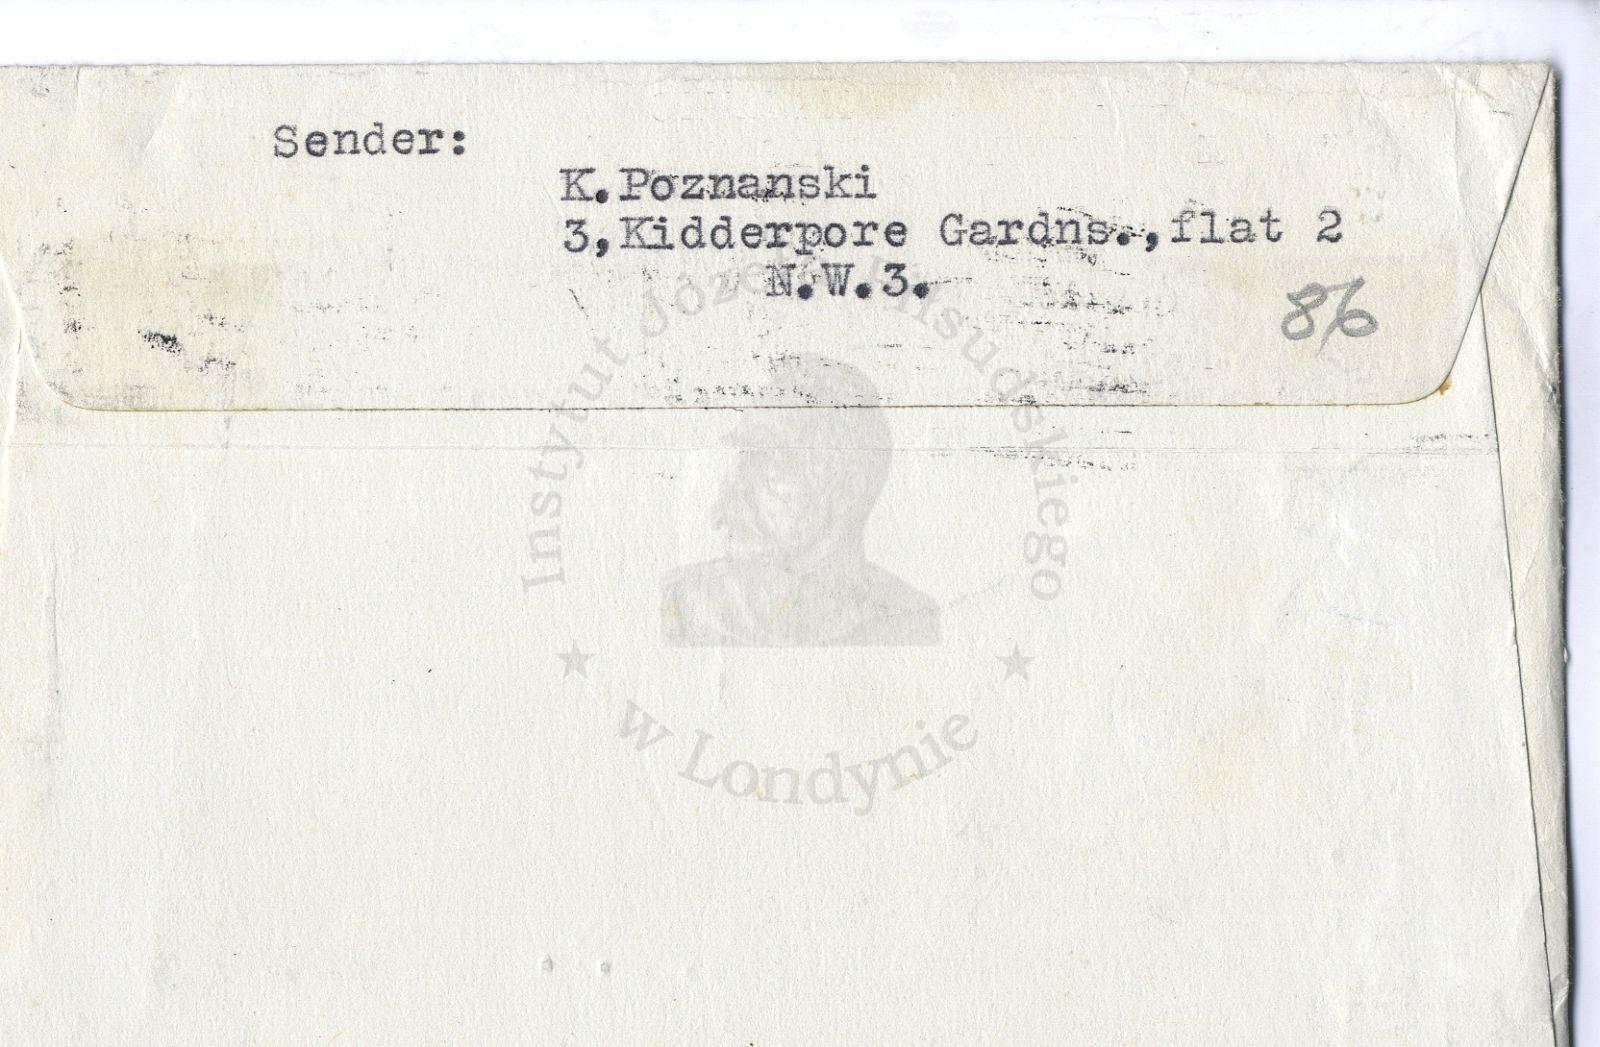 Sender:
K.Poznanski
3,Kidderpore Gardns.,flat 2
N.W.3.
86
Instytut Józefa Piłsudskiego
w Londynie